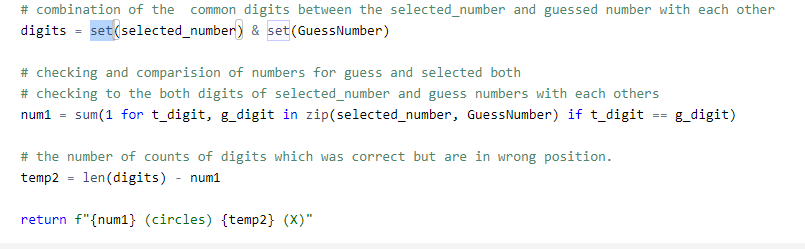 # combination of the  common digits between the selected_number and guessed number with each other
digits = set(selected_number) & set(GuessNumber)
# checking and comparision of numbers for guess and selected both
# checking to the both digits of selected_number and guess numbers with each others
num1 = sum(1 for t_digit, g_digit in zip(selected_number, GuessNumber) if t_digit == g_digit)
# the number of counts of digits which was correct but are in wrong position.
temp2 = len(digits) - num1
return f"{num1} (circles) {temp2} (X)"